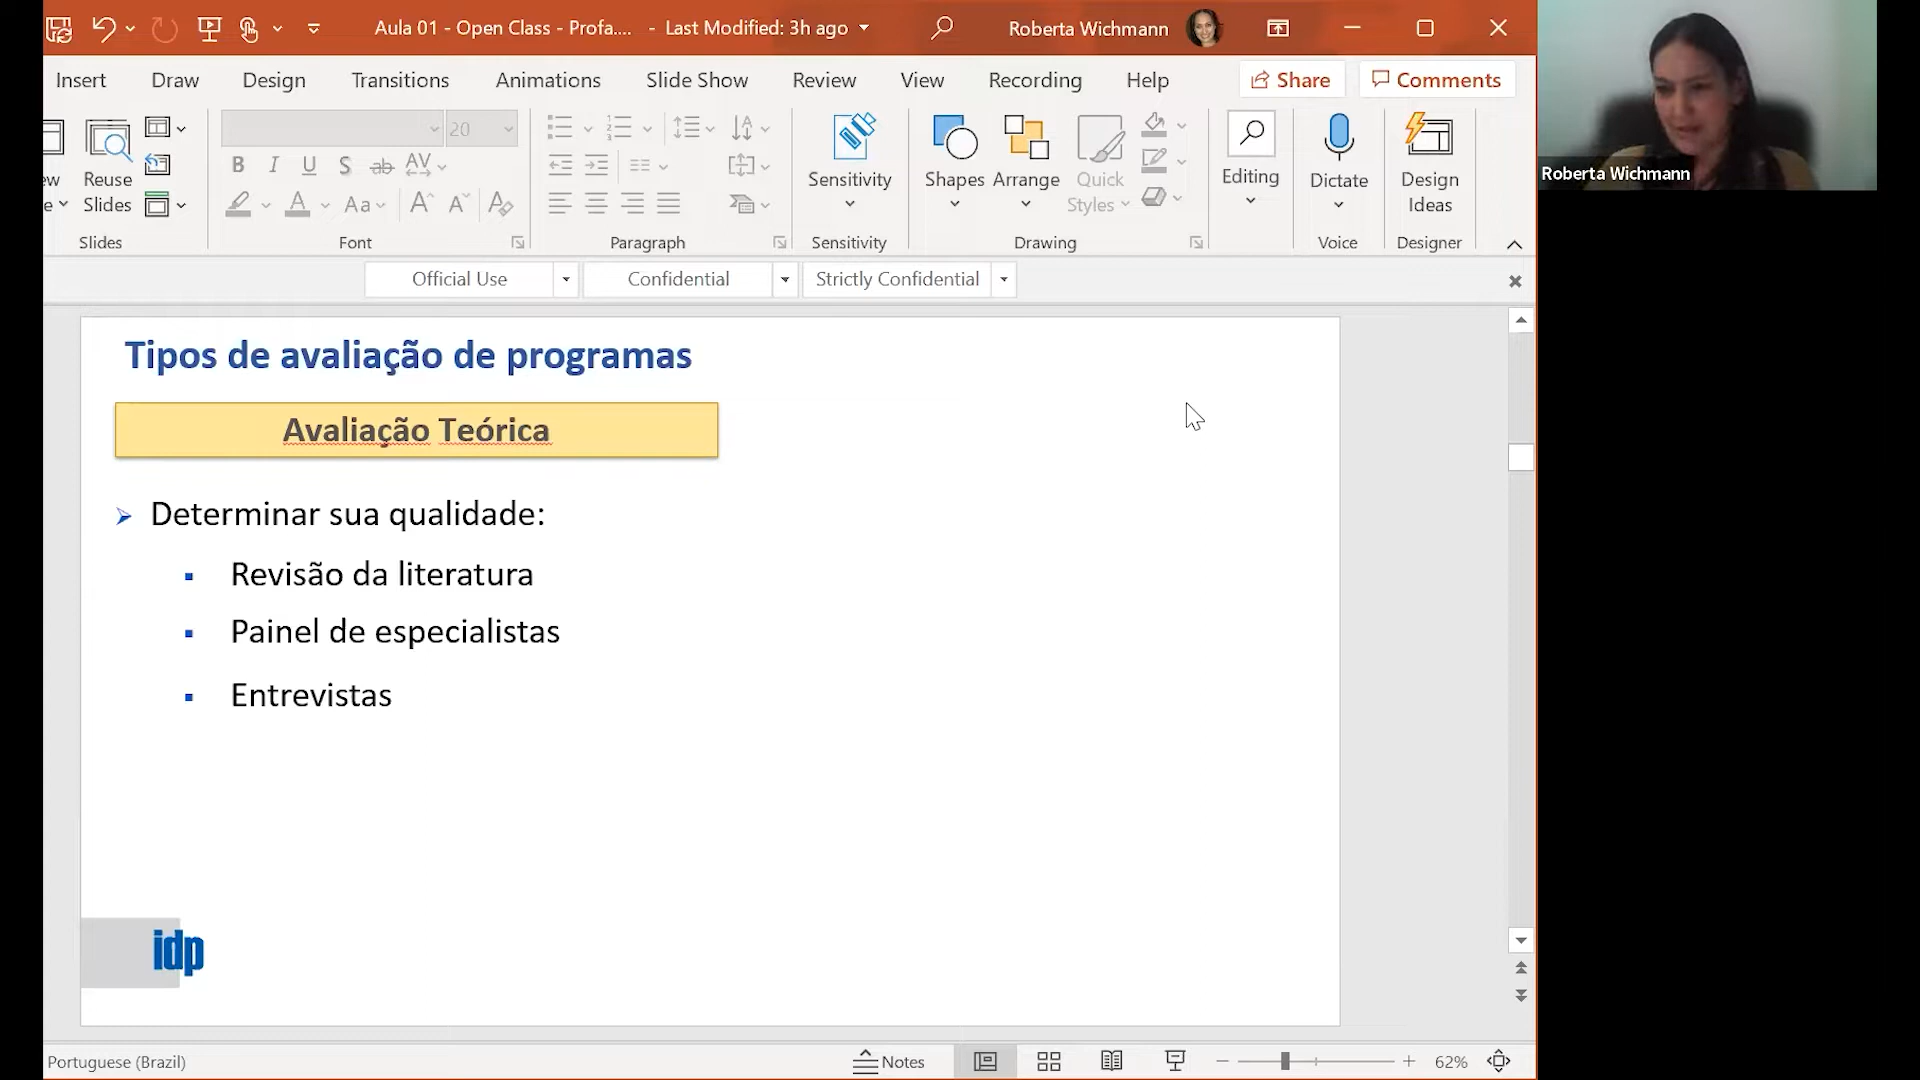 Aula 01 - Open Class - Profa.... - Last Modified: 3h ago
Roberta Wichmann
Insert Draw Design Transitions Animations Slide Show Review View Recording Help Share Comments
20
Reuse
Slides
Slides
B I U S ab AV
A A Aa A A A
Font
Paragraph
Sensitivity
Sensitivity
Shapes
Arrange
Quick
Styles
Drawing
Editing
Dictate
Voice
Design
Ideas
Designer
Official Use Confidential Strictly Confidential
Tipos de avaliação de programas
Avaliação Teórica
Determinar sua qualidade:
Revisão da literatura
Painel de especialistas
Entrevistas
idp
Portuguese (Brazil)
Notes
62%
Roberta Wichmann